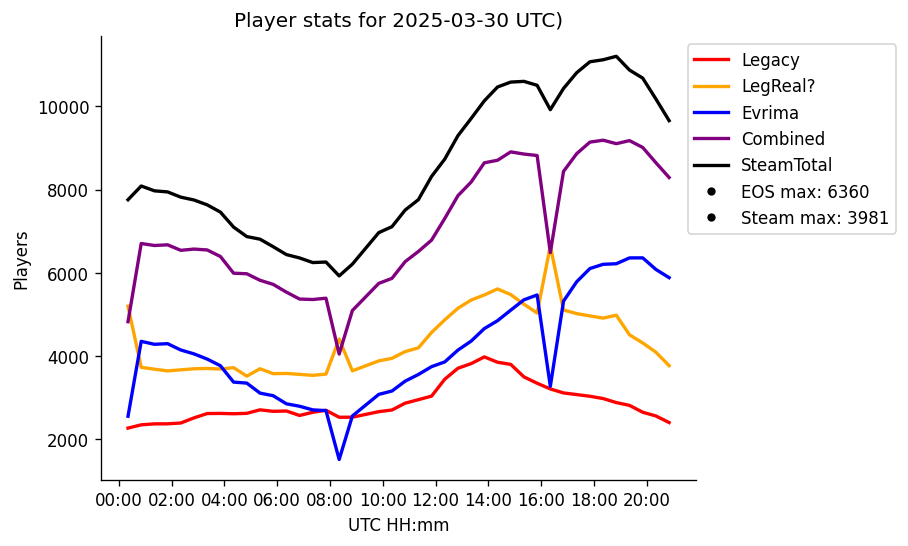 Player stats for 2025-03-30 UTC)
Legacy
LegReal?
Evrima
Combined
SteamTotal
EOS max: 6360
Steam max: 3981
Players
10000
8000
6000
4000
2000
00:00 02:00 04:00 06:00 08:00 10:00 12:00 14:00 16:00 18:00 20:00
UTC HH:mm